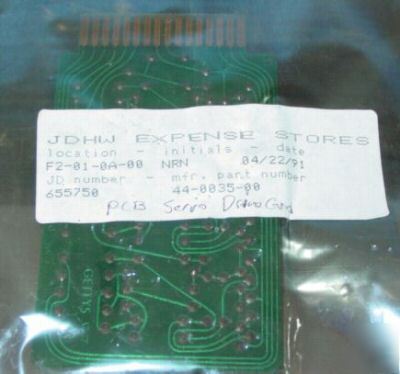 JDHW EXPENSE STORES
location - initials - date
F2-01-0A-00 NRN 04/22/91
JD number - mfr. part number
655750 44-0035-00
PCB Servo Drive Card
GETTYS